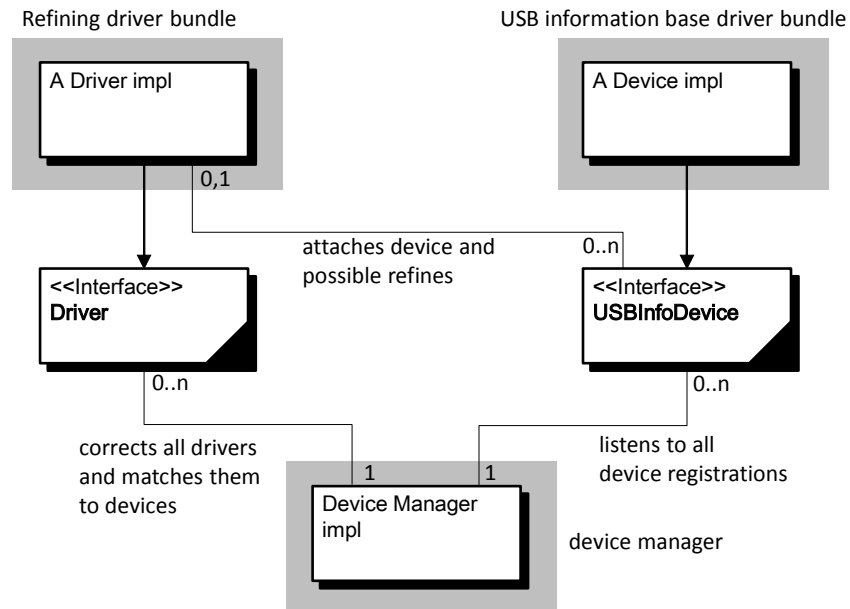 Refining driver bundle
USB information base driver bundle
A Driver impl
A Device impl
0,1
attaches device and
possible refines
0..n
<<Interface>>
Driver
<<Interface>>
USBInfoDevice
0..n
0..n
corrects all drivers
and matches them
to devices
listens to all
device registrations
1
1
Device Manager
impl
device manager